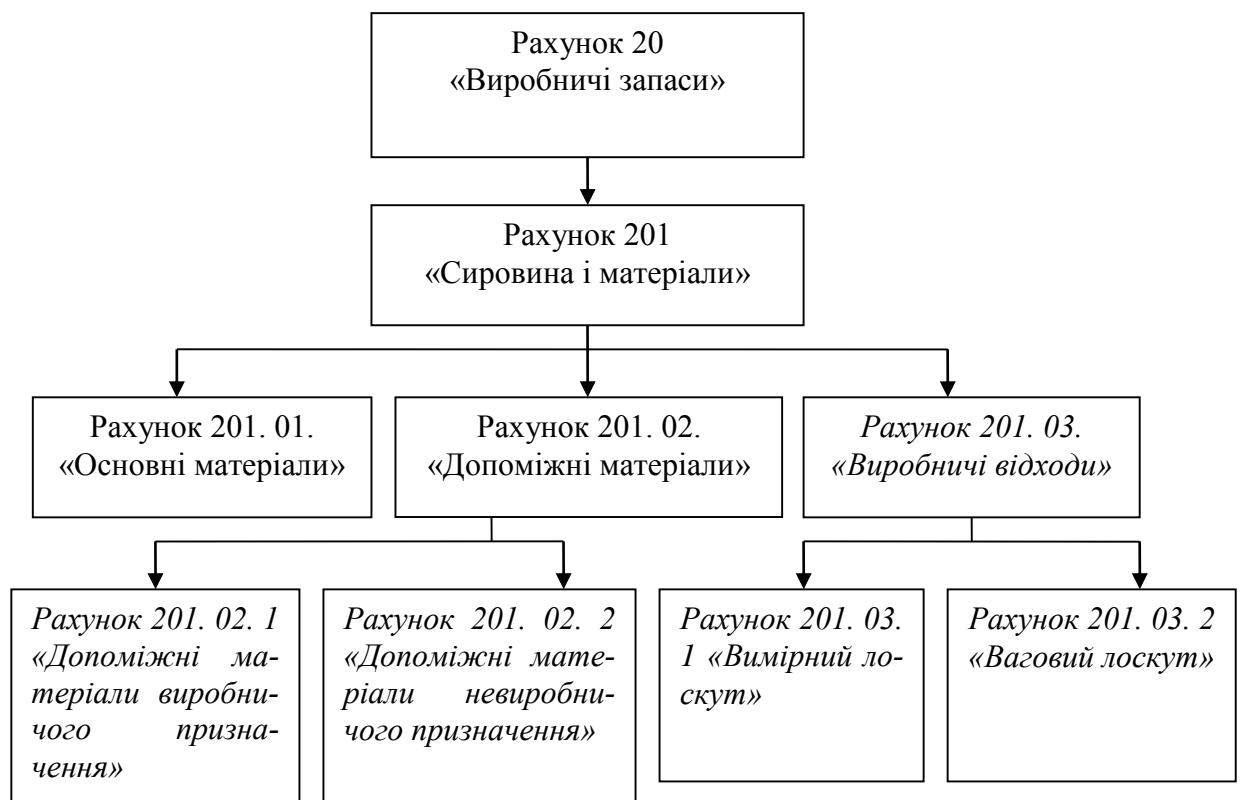 Рахунок 20
«Виробничі запаси»
Рахунок 201
«Сировина і матеріали»
Рахунок 201. 01.
«Основні матеріали»
Рахунок 201. 02.
«Допоміжні матеріали»
Рахунок 201. 03.
«Виробничі відходи»
Рахунок 201. 02. 1
«Допоміжні ма-
теріали виробни-
чого призна-
чення»
Рахунок 201. 02. 2
«Допоміжні мате-
ріали невиробни-
чого призначення»
Рахунок 201. 03.
1 «Вимірний ло-
скут»
Рахунок 201. 03. 2
«Ваговий лоскут»